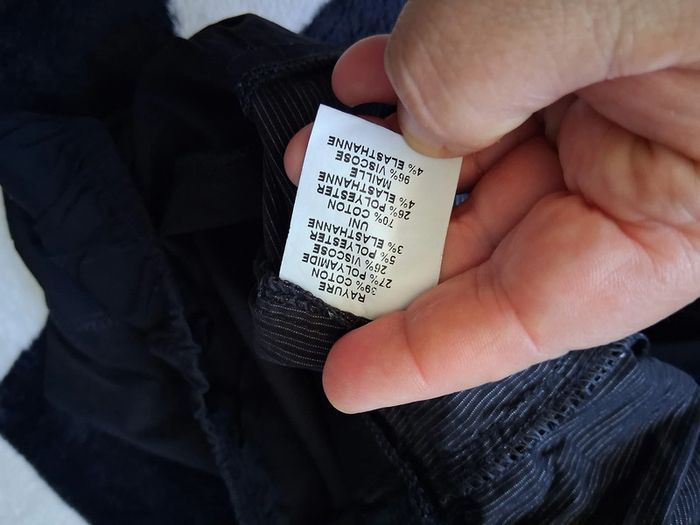 RAYURE
39% COTON
27% POLYAMIDE
26% VISCOSE
5% POLYESTER
3% ELASTHANNE
UNI
70% COTON
26% POLYESTER
4% ELASTHANNE
MAILLE
96% VISCOSE
4% ELASTHANNE